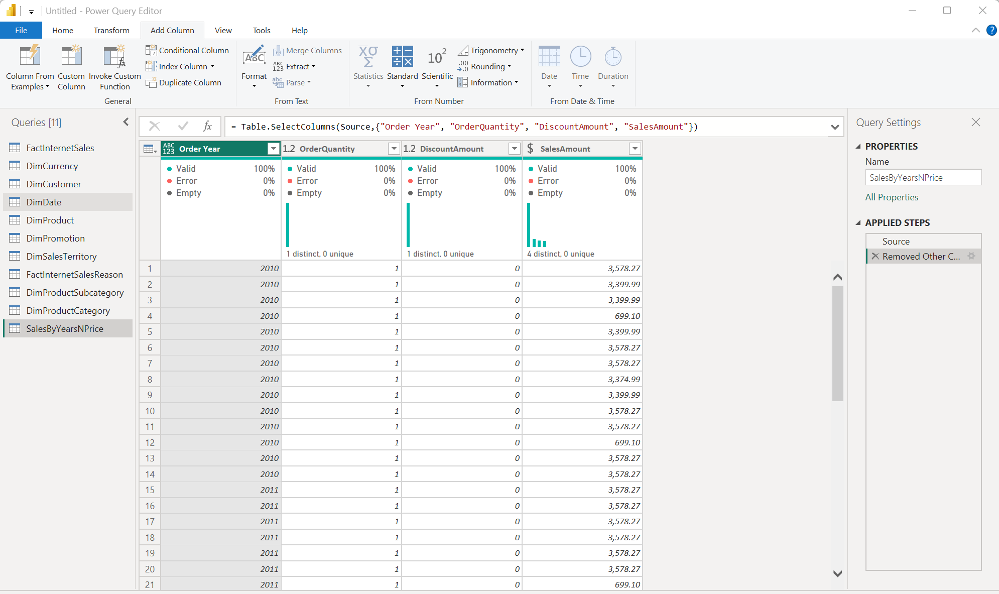 Untitled - Power Query Editor
File Home Transform Add Column View Tools Help
?
Column From Examples
Custom Column
Invoke Custom Function
Conditional Column
Index Column
Duplicate Column
General
ABC
Format
Merge Columns
ABC 123 Extract
abc Parse
From Text
XO Σ
Statistics
Standard
10² Scientific
Trigonometry
.00 .0 Rounding
Information
From Number
Date
Time
Duration
From Date & Time
Queries [11]
FactInternetSales
DimCurrency
DimCustomer
DimDate
DimProduct
DimPromotion
DimSalesTerritory
FactInternetSalesReason
DimProductSubcategory
DimProductCategory
SalesByYearsNPrice
fx = Table.SelectColumns(Source,{"Order Year", "OrderQuantity", "DiscountAmount", "SalesAmount"})
ABC 123 Order Year 1.2 OrderQuantity 1.2 DiscountAmount $ SalesAmount
Valid 100% Valid 100% Valid 100% Valid 100%
Error 0% Error 0% Error 0% Error 0%
Empty 0% Empty 0% Empty 0% Empty 0%
1 distinct, 0 unique 1 distinct, 0 unique 4 distinct, 0 unique
1 2010 1 0 3,578.27
2 2010 1 0 3,399.99
3 2010 1 0 3,399.99
4 2010 1 0 699.10
5 2010 1 0 3,399.99
6 2010 1 0 3,578.27
7 2010 1 0 3,578.27
8 2010 1 0 3,374.99
9 2010 1 0 3,399.99
10 2010 1 0 3,578.27
11 2010 1 0 3,578.27
12 2010 1 0 699.10
13 2010 1 0 3,578.27
14 2010 1 0 3,578.27
15 2011 1 0 3,578.27
16 2011 1 0 3,578.27
17 2011 1 0 3,578.27
18 2011 1 0 3,578.27
19 2011 1 0 3,578.27
20 2011 1 0 3,578.27
21 2011 1 0 699.10
Query Settings
PROPERTIES
Name
SalesByYearsNPrice
All Properties
APPLIED STEPS
Source
Removed Other C...